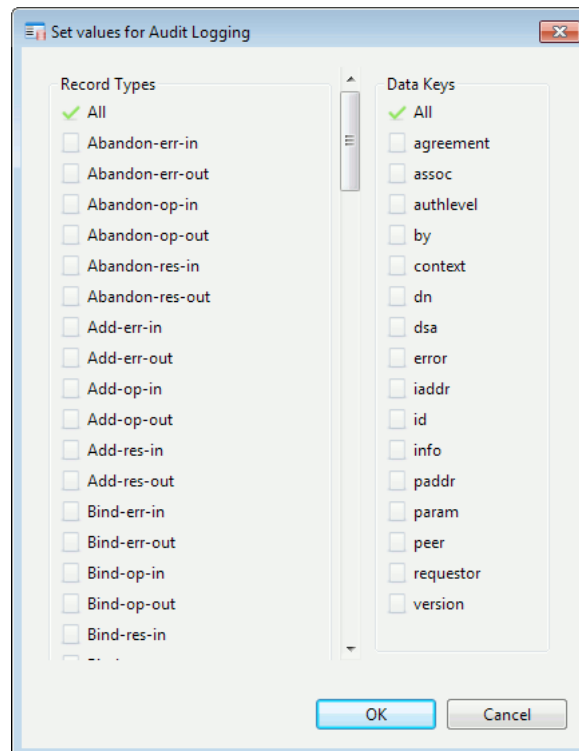 Set values for Audit Logging
Record Types
All
Abandon-err-in
Abandon-err-out
Abandon-op-in
Abandon-op-out
Abandon-res-in
Abandon-res-out
Add-err-in
Add-err-out
Add-op-in
Add-op-out
Add-res-in
Add-res-out
Bind-err-in
Bind-err-out
Bind-op-in
Bind-op-out
Bind-res-in
Data Keys
All
agreement
assoc
authlevel
by
context
dn
dsa
error
iaddr
id
info
paddr
param
peer
requestor
version
OK
Cancel